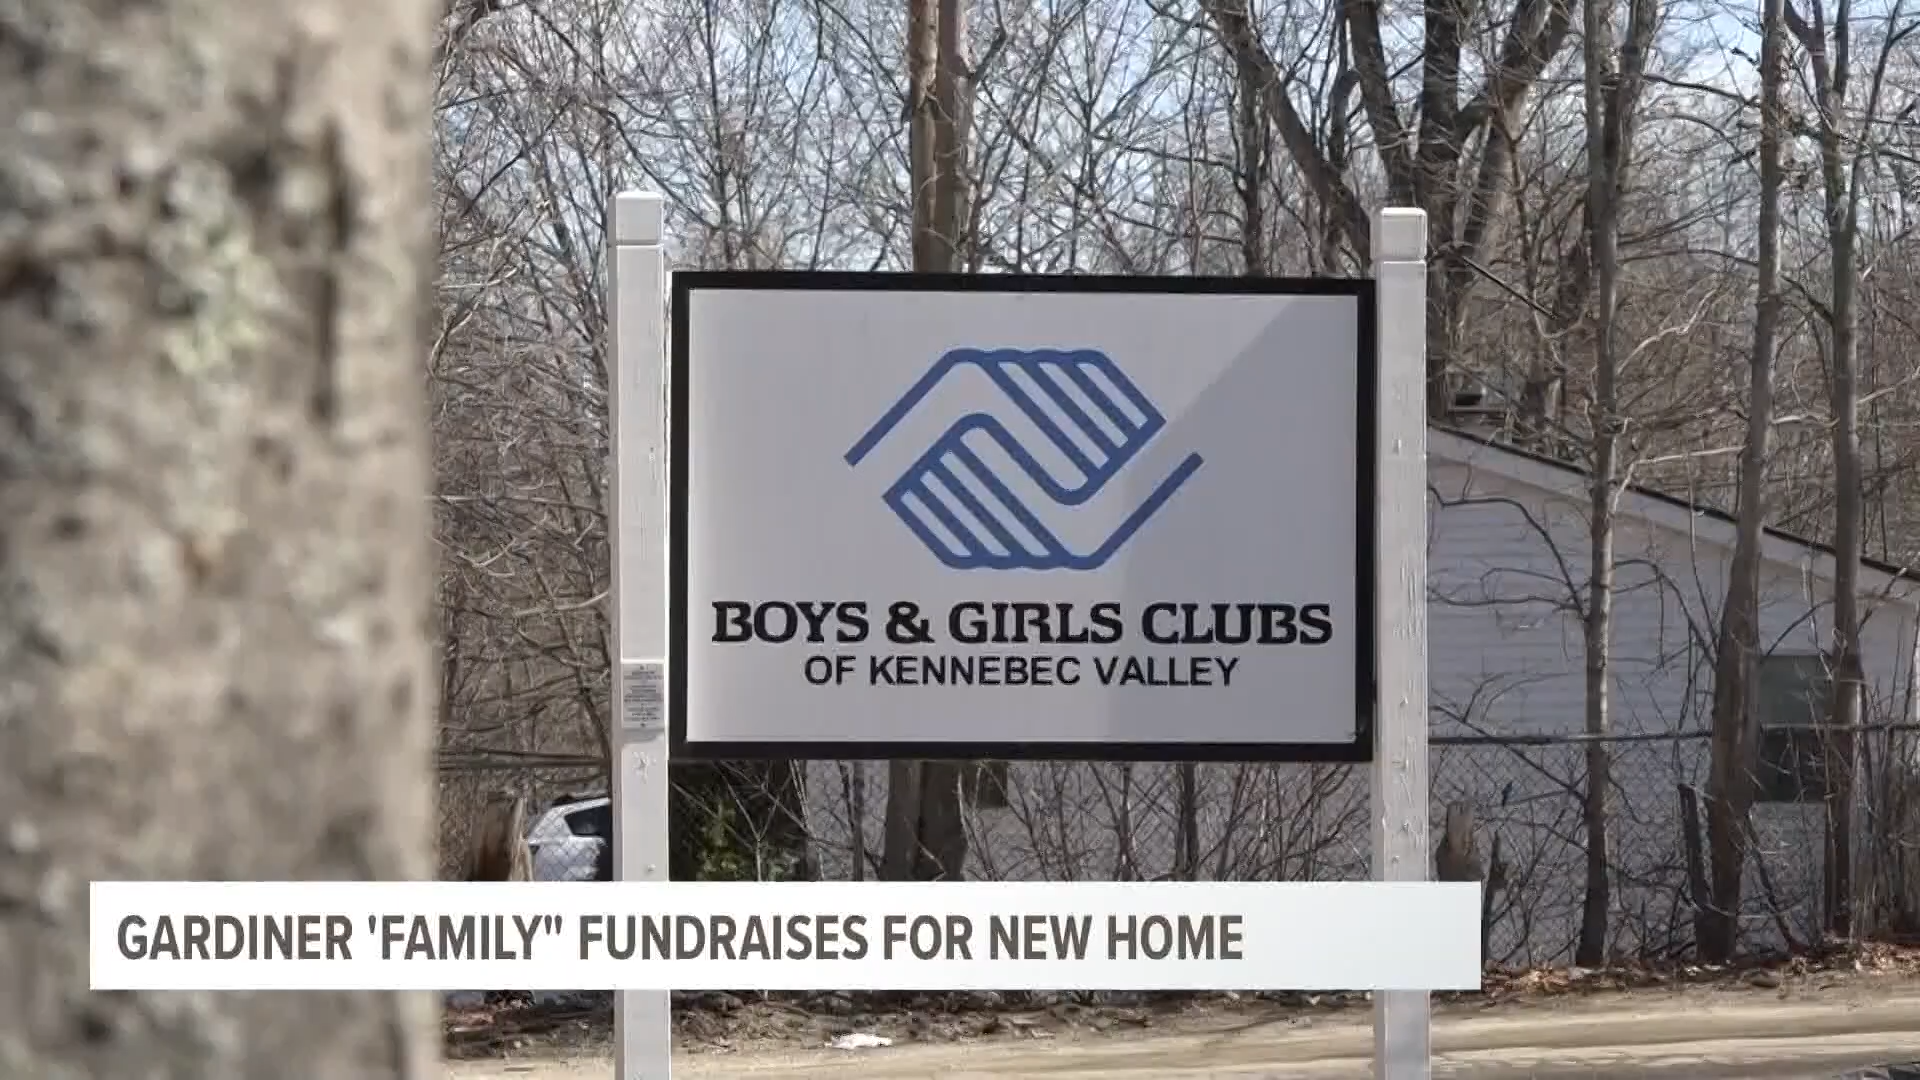 BOYS & GIRLS CLUBS
OF KENNEBEC VALLEY
GARDINER 'FAMILY" FUNDRAISES FOR NEW HOME